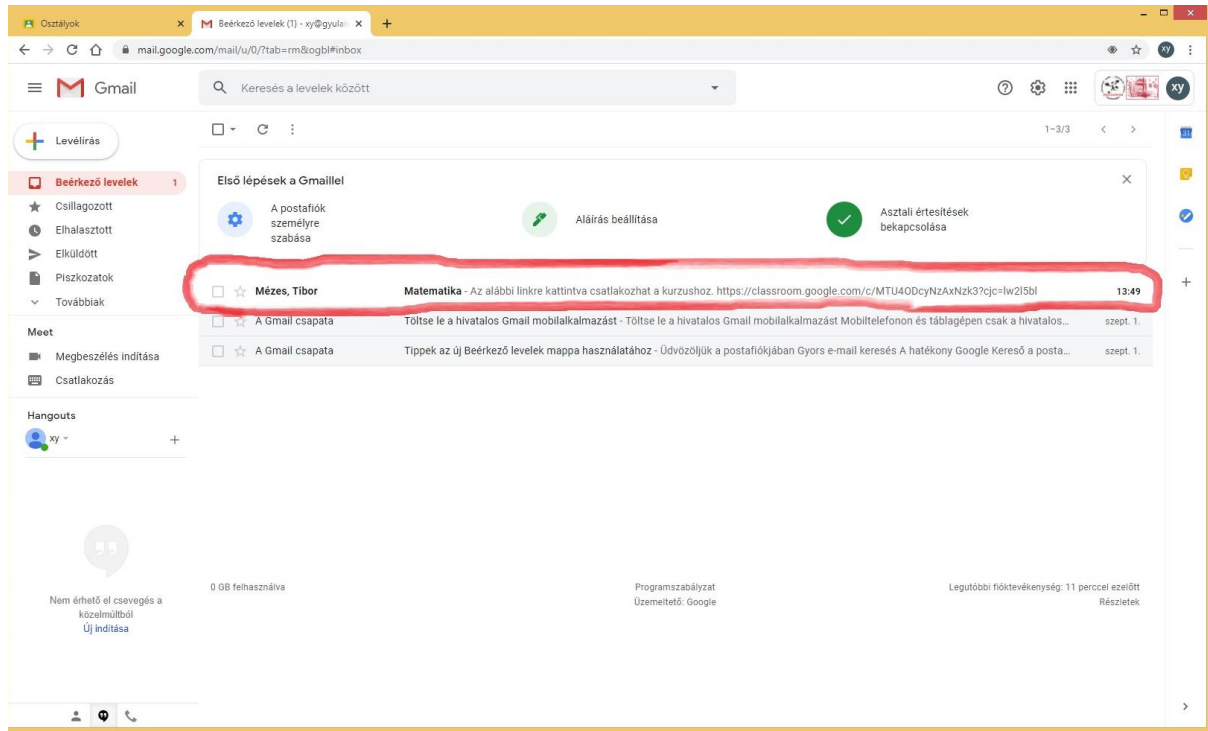 Osztályok
Beérkező levelek (1) - xy@gyulai
mail.google.com/mail/u/0/?tab=rm&ogbl#inbox
xy
Gmail
Keresés a levelek között
xy
Levélírás
1–3/3
31
Beérkező levelek 1
Csillagozott
Elhalasztott
Elküldött
Piszkozatok
Továbbiak
Első lépések a Gmaillel
A postafiók
személyre
szabása
Aláírás beállítása
Asztali értesítések
bekapcsolása
Mézes, Tibor Matematika - Az alábbi linkre kattintva csatlakozhat a kurzushoz. https://classroom.google.com/c/MTU4ODcyNzAxNzk3?cjc=lw2l5bl 13:49
A Gmail csapata Töltse le a hivatalos Gmail mobilalkalmazást - Töltse le a hivatalos Gmail mobilalkalmazást Mobiltelefonon és táblagépen csak a hivatalos… szept. 1.
A Gmail csapata Tippek az új Beérkező levelek mappa használatához - Üdvözöljük a postafiókjában Gyors e-mail keresés A hatékony Google Kereső a posta… szept. 1.
Meet
Megbeszélés indítása
Csatlakozás
Hangouts
xy
Nem érhető el csevegés a
közelmúltból
Új indítása
0 GB felhasználva
Programszabályzat
Üzemeltető: Google
Legutóbbi fióktevékenység: 11 perccel ezelőtt
Részletek